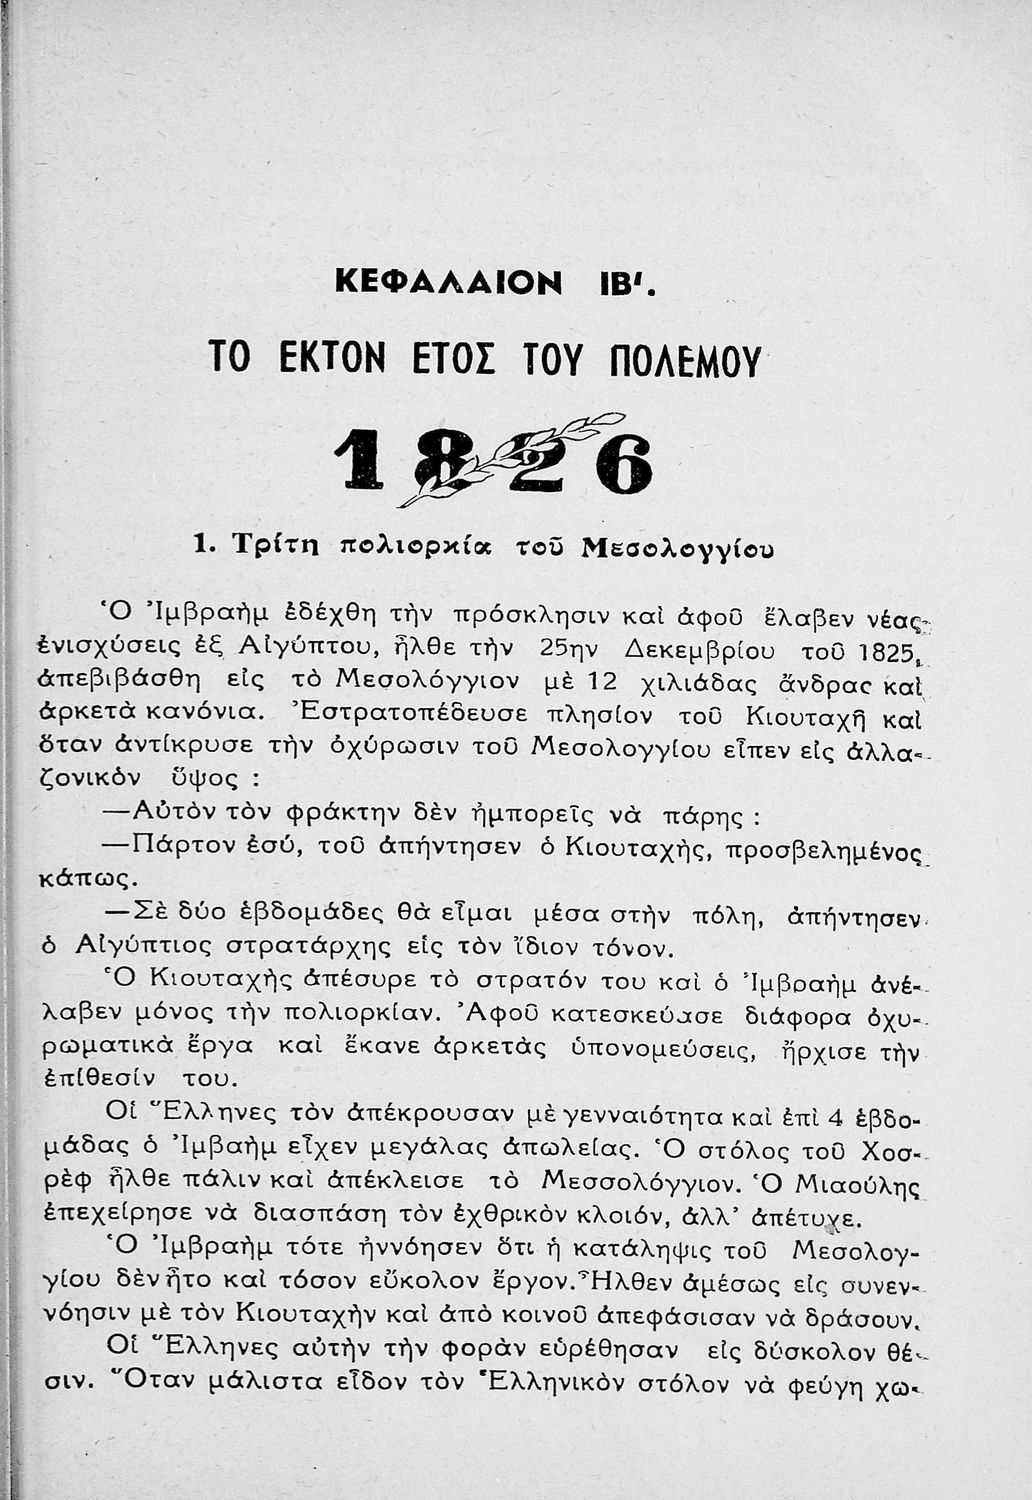 ΚΕΦΑΛΑΙΟΝ ΙΒ'.
ΤΟ ΕΚΤΟΝ ΕΤΟΣ ΤΟΥ ΠΟΛΕΜΟΥ
1826
1. Τρίτη πολιορκία τοῦ Μεσολογγίου
Ὁ Ἰμβραὴμ ἐδέχθη τὴν πρόσκλησιν καὶ ἀφοῦ ἔλαβεν νέας
ἐνισχύσεις ἐξ Αἰγύπτου, ἦλθε τὴν 25ην Δεκεμβρίου τοῦ 1825,
ἀπεβιβάσθη εἰς τὸ Μεσολόγγιον μὲ 12 χιλιάδας ἄνδρας καὶ
ἀρκετὰ κανόνια. Ἐστρατοπέδευσε πλησίον τοῦ Κιουταχῆ καὶ
ὅταν ἀντίκρυσε τὴν ὀχύρωσιν τοῦ Μεσολογγίου εἶπεν εἰς ἀλλα-
ζονικὸν ὕψος :
—Αὐτὸν τὸν φράκτην δὲν ἠμπορεῖς νὰ πάρης :
—Πάρτον ἐσύ, τοῦ ἀπήντησεν ὁ Κιουταχὴς, προσβελημένος
κάπως.
—Σὲ δύο ἑβδομάδες θὰ εἶμαι μέσα στὴν πόλη, ἀπήντησεν
ὁ Αἰγύπτιος στρατάρχης εἰς τὸν ἴδιον τόνον.
Ὁ Κιουταχὴς ἀπέσυρε τὸ στρατόν του καὶ ὁ Ἰμβραὴμ ἀνέ-
λαβεν μόνος τὴν πολιορκίαν. Ἀφοῦ κατεσκεύασε διάφορα ὀχυ-
ρωματικὰ ἔργα καὶ ἔκανε ἀρκετὰς ὑπονομεύσεις, ἤρχισε τὴν
ἐπίθεσίν του.
Οἱ Ἕλληνες τὸν ἀπέκρουσαν μὲ γενναιότητα καὶ ἐπὶ 4 ἑβδο-
μάδας ὁ Ἰμβαὴμ εἶχεν μεγάλας ἀπωλείας. Ὁ στόλος τοῦ Χοσ-
ρὲφ ἦλθε πάλιν καὶ ἀπέκλεισε τὸ Μεσσολόγγιον. Ὁ Μιαούλης
ἐπεχείρησε νὰ διασπάση τὸν ἐχθρικὸν κλοιόν, ἀλλ' ἀπέτυχε.
Ὁ Ἰμβραὴμ τότε ἠννόησεν ὅτι ἡ κατάληψις τοῦ Μεσολογ-
γίου δὲν ἦτο καὶ τόσον εὔκολον ἔργον. Ἦλθεν ἀμέσως εἰς συνεν-
νόησιν μὲ τὸν Κιουταχὴν καὶ ἀπὸ κοινοῦ ἀπεφάσισαν νὰ δράσουν.
Οἱ Ἕλληνες αὐτὴν τὴν φορὰν εὑρέθησαν εἰς δύσκολον θέ-
σιν. Ὅταν μάλιστα εἶδον τὸν Ἑλληνικὸν στόλον νὰ φεύγη χω-